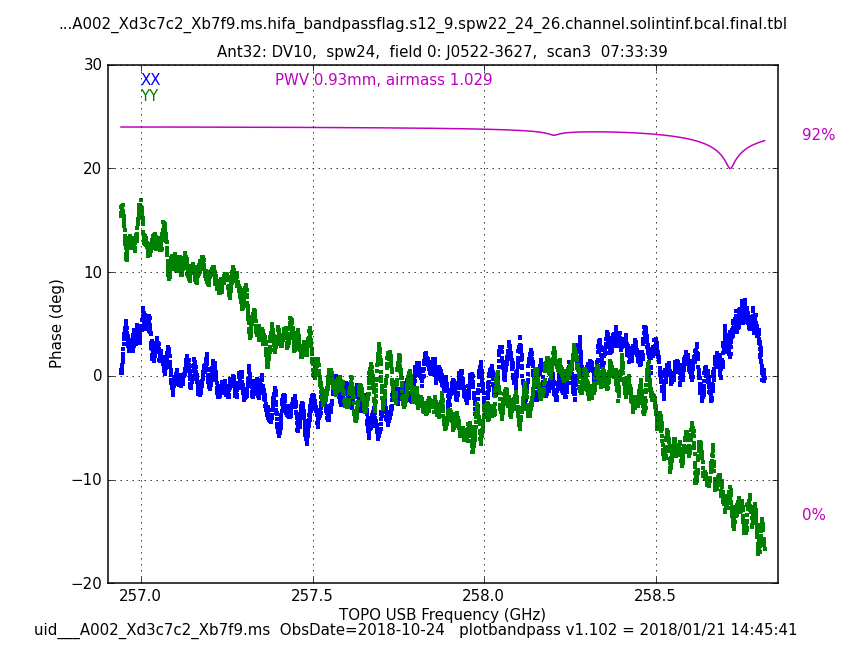 ...A002_Xd3c7c2_Xb7f9.ms.hifa_bandpassflag.s12_9.spw22_24_26.channel.solintinf.bcal.final.tbl
Ant32: DV10,  spw24,  field 0: J0522-3627,  scan3  07:33:39
30
XX
PWV 0.93mm, airmass 1.029
YY
92%
20
10
Phase (deg)
0
−10
0%
−20
257.0
257.5
258.0
258.5
TOPO USB Frequency (GHz)
uid___A002_Xd3c7c2_Xb7f9.ms  ObsDate=2018-10-24   plotbandpass v1.102 = 2018/01/21 14:45:41